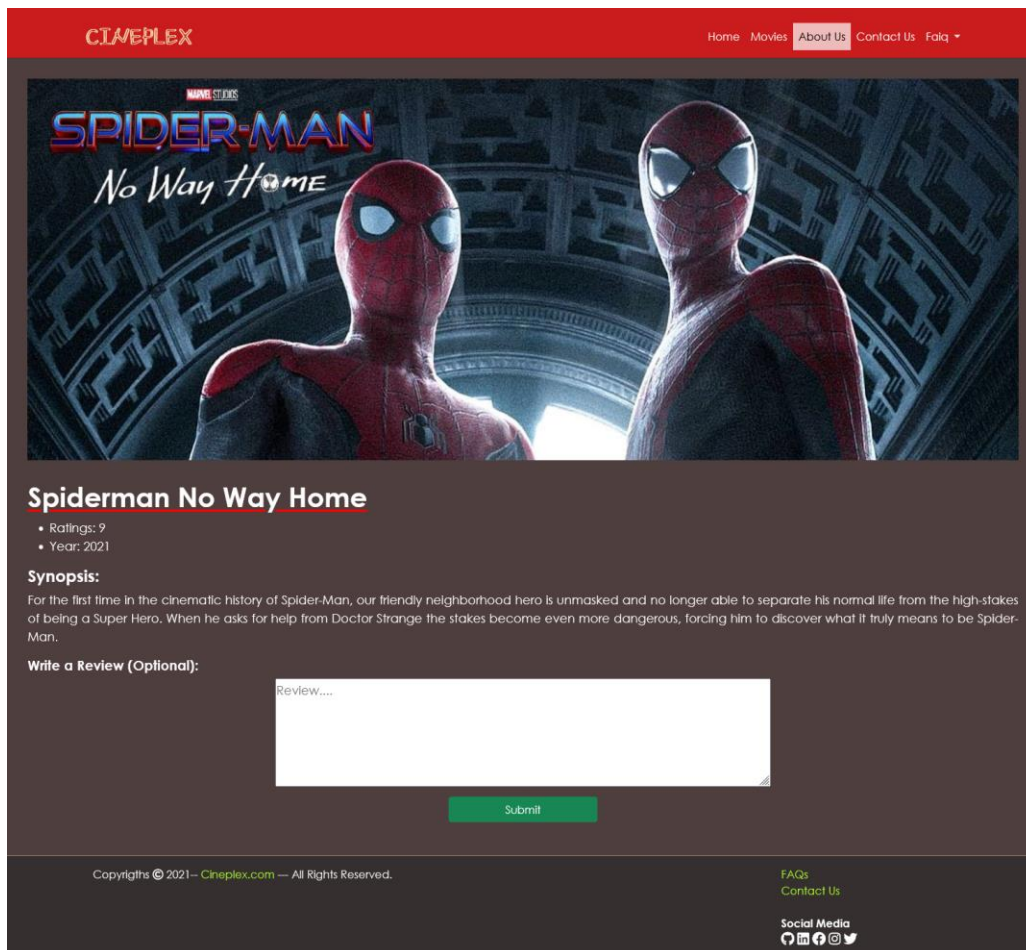 CINEPLEX
Home Movies About Us Contact Us Faiq
MARVEL STUDIOS
SPIDER-MAN
No Way Home
Spiderman No Way Home
• Ratings: 9
• Year: 2021
Synopsis:
For the first time in the cinematic history of Spider-Man, our friendly neighborhood hero is unmasked and no longer able to separate his normal life from the high-stakes
of being a Super Hero. When he asks for help from Doctor Strange the stakes become even more dangerous, forcing him to discover what it truly means to be Spider-
Man.
Write a Review (Optional):
Review....
Submit
Copyrigths © 2021-- Cineplex.com — All Rights Reserved.
FAQs
Contact Us
Social Media